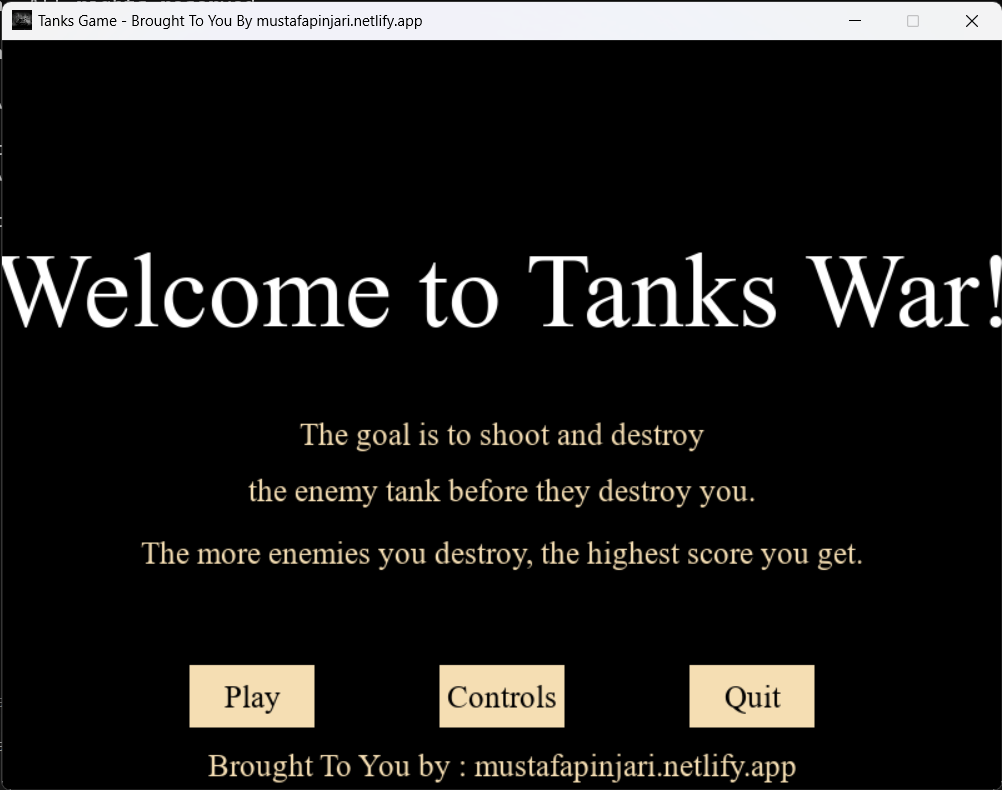 Tanks Game - Brought To You By mustafapinjari.netlify.app
Welcome to Tanks War!
The goal is to shoot and destroy
the enemy tank before they destroy you.
The more enemies you destroy, the highest score you get.
Play Controls Quit
Brought To You by : mustafapinjari.netlify.app